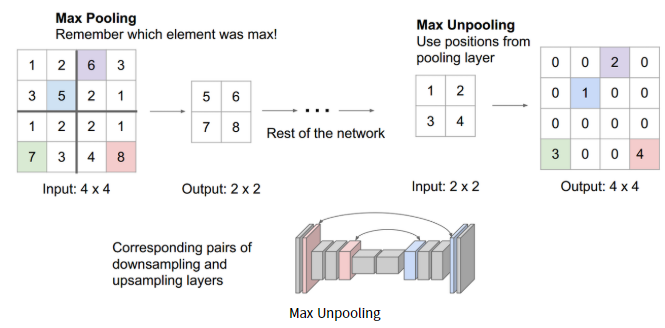 Max Pooling
Remember which element was max!
1 2 6 3
3 5 2 1
1 2 2 1
7 3 4 8
Input: 4 x 4
5 6
7 8
Output: 2 x 2
...
Rest of the network
Max Unpooling
Use positions from
pooling layer
1 2
3 4
Input: 2 x 2
0 0 2 0
0 1 0 0
0 0 0 0
3 0 0 4
Output: 4 x 4
Corresponding pairs of
downsampling and
upsampling layers
Max Unpooling